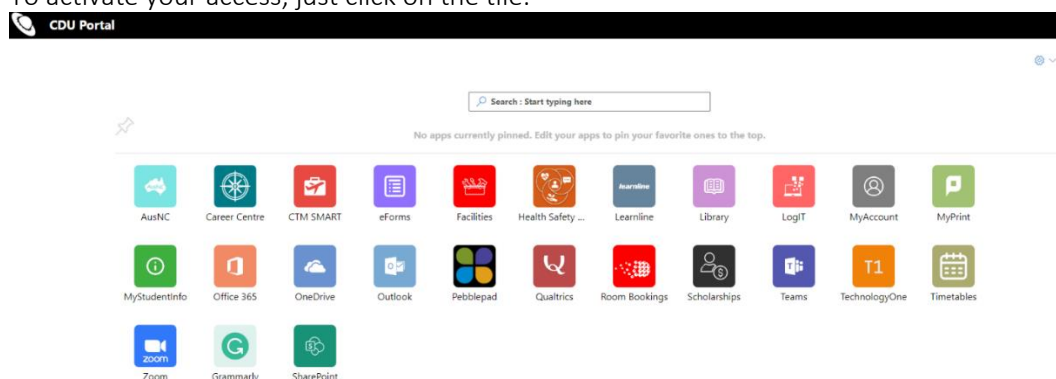 To activate your access, just click on the tile.
CDU Portal
Search : Start typing here
No apps currently pinned. Edit your apps to pin your favorite ones to the top.
learnline
AusNC Career Centre CTM SMART eForms Facilities Health Safety ... Learnline Library LogIT MyAccount MyPrint
T1
MyStudentInfo Office 365 OneDrive Outlook Pebblepad Qualtrics Room Bookings Scholarships Teams TechnologyOne Timetables
zoom
Zoom Grammarly SharePoint